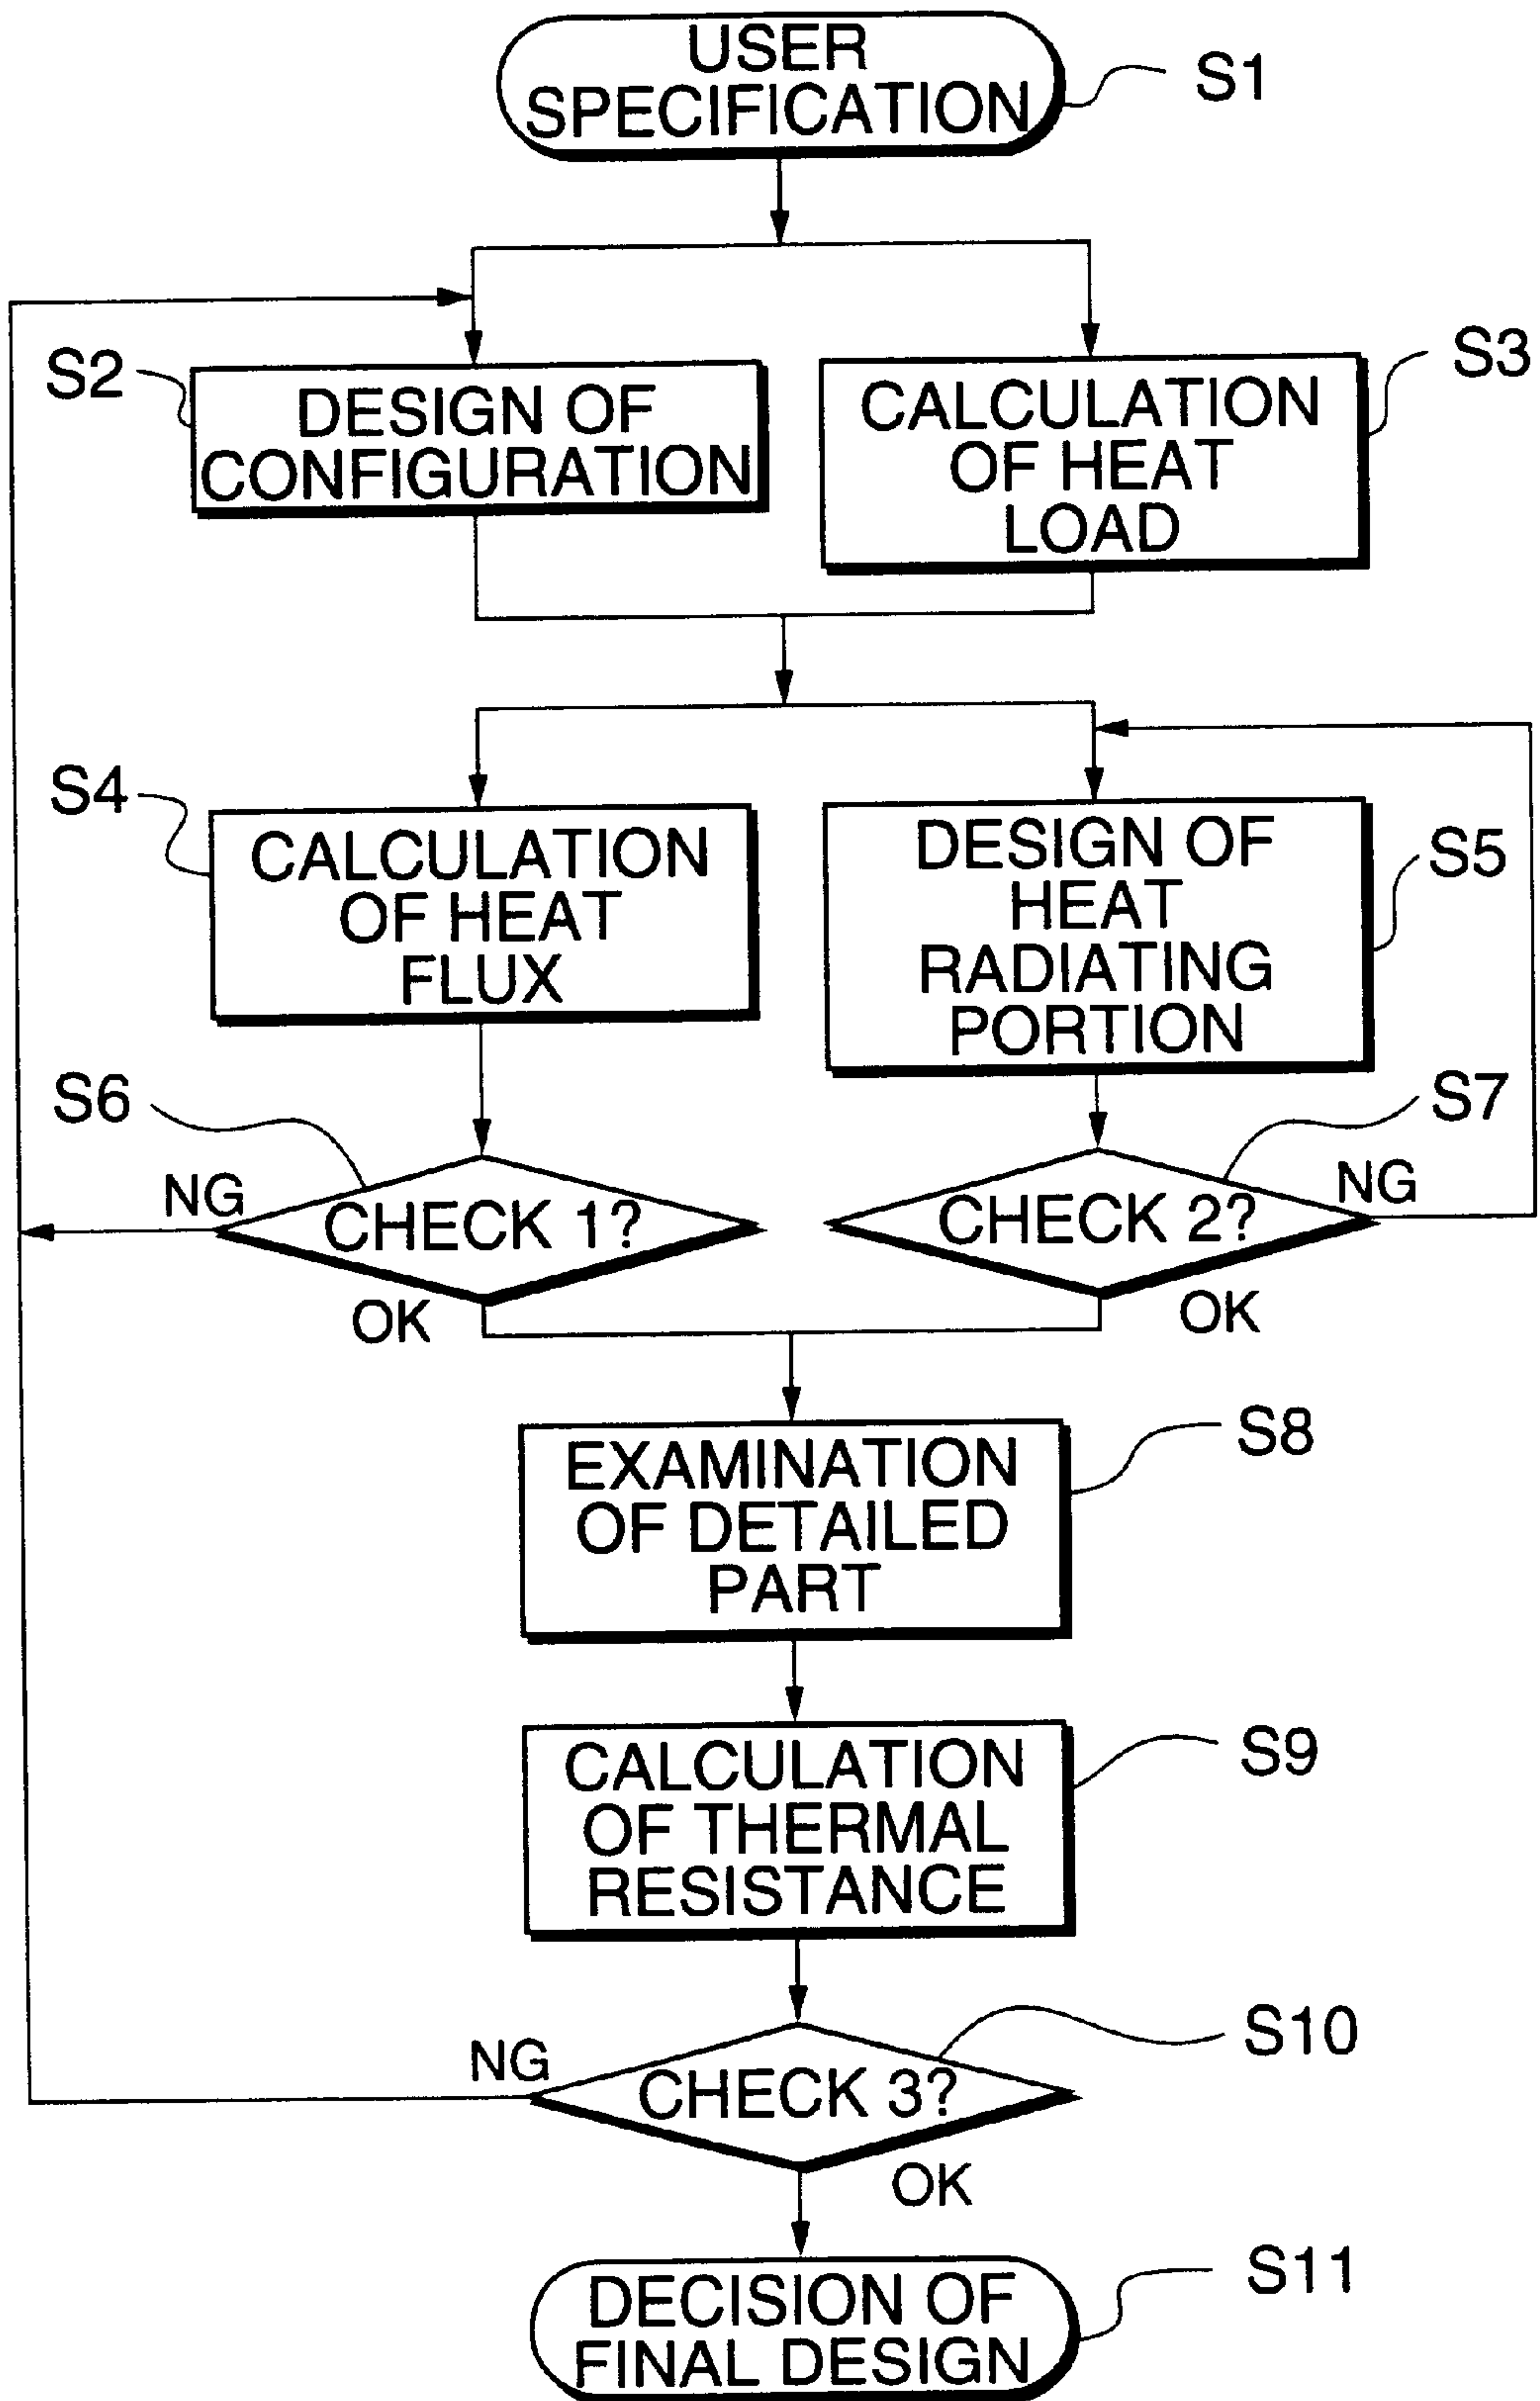 USER
SPECIFICATION
S1
S2
DESIGN OF
CONFIGURATION
S3
CALCULATION
OF HEAT
LOAD
S4
CALCULATION
OF HEAT
FLUX
DESIGN OF
HEAT
RADIATING
PORTION
S5
S6
NG
CHECK 1?
OK
S7
NG
CHECK 2?
OK
EXAMINATION
OF DETAILED
PART
S8
CALCULATION
OF THERMAL
RESISTANCE
S9
S10
NG
CHECK 3?
OK
DECISION OF
FINAL DESIGN
S11